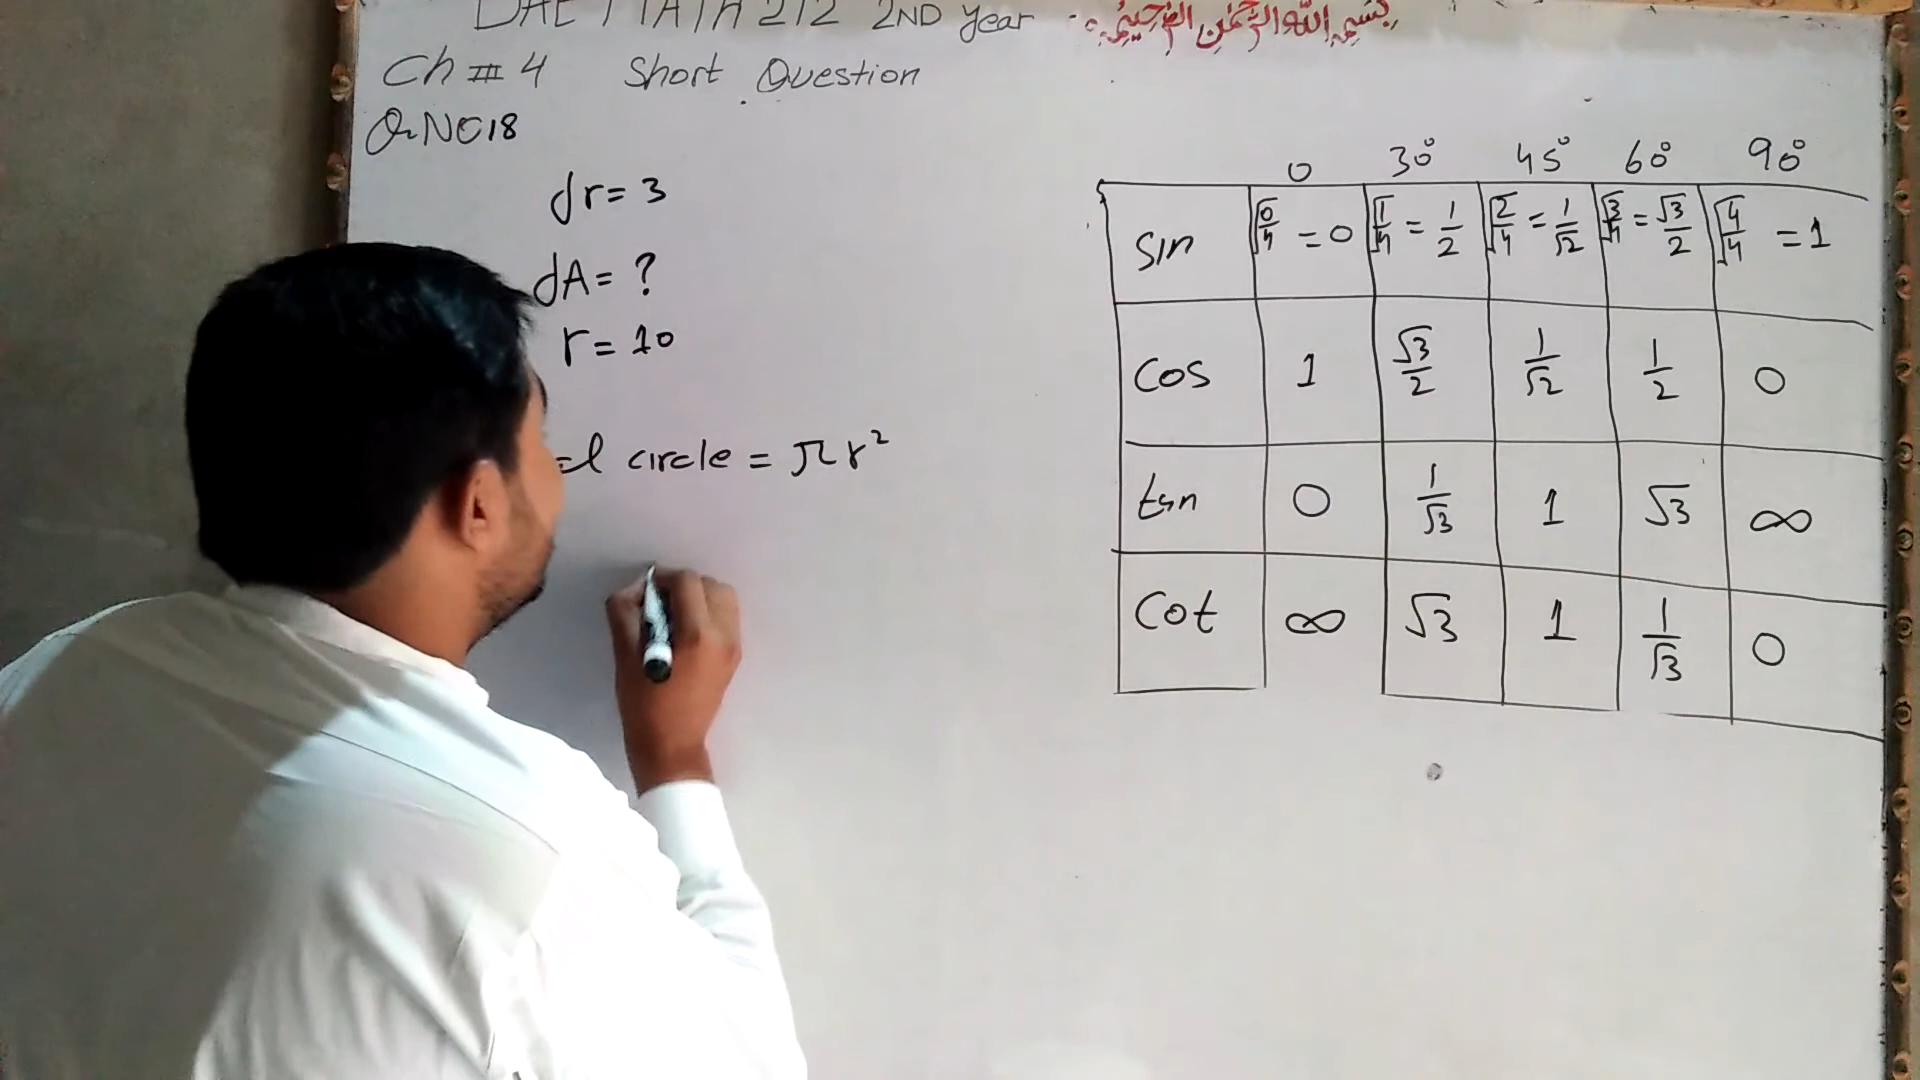 DAE MATH 212 2ND year بسم الله الرحمن الرحيم
Ch # 4 Short Question
Q.NO18
dr = 3
dA = ?
r = 10
circle = πr²
0 30° 45° 60° 90°
sin √0/4 = 0 √1/4 = 1/2 √2/4 = 1/√2 √3/4 = √3/2 √4/4 = 1
Cos 1 √3/2 1/√2 1/2 0
tan 0 1/√3 1 √3 ∞
Cot ∞ √3 1 1/√3 0